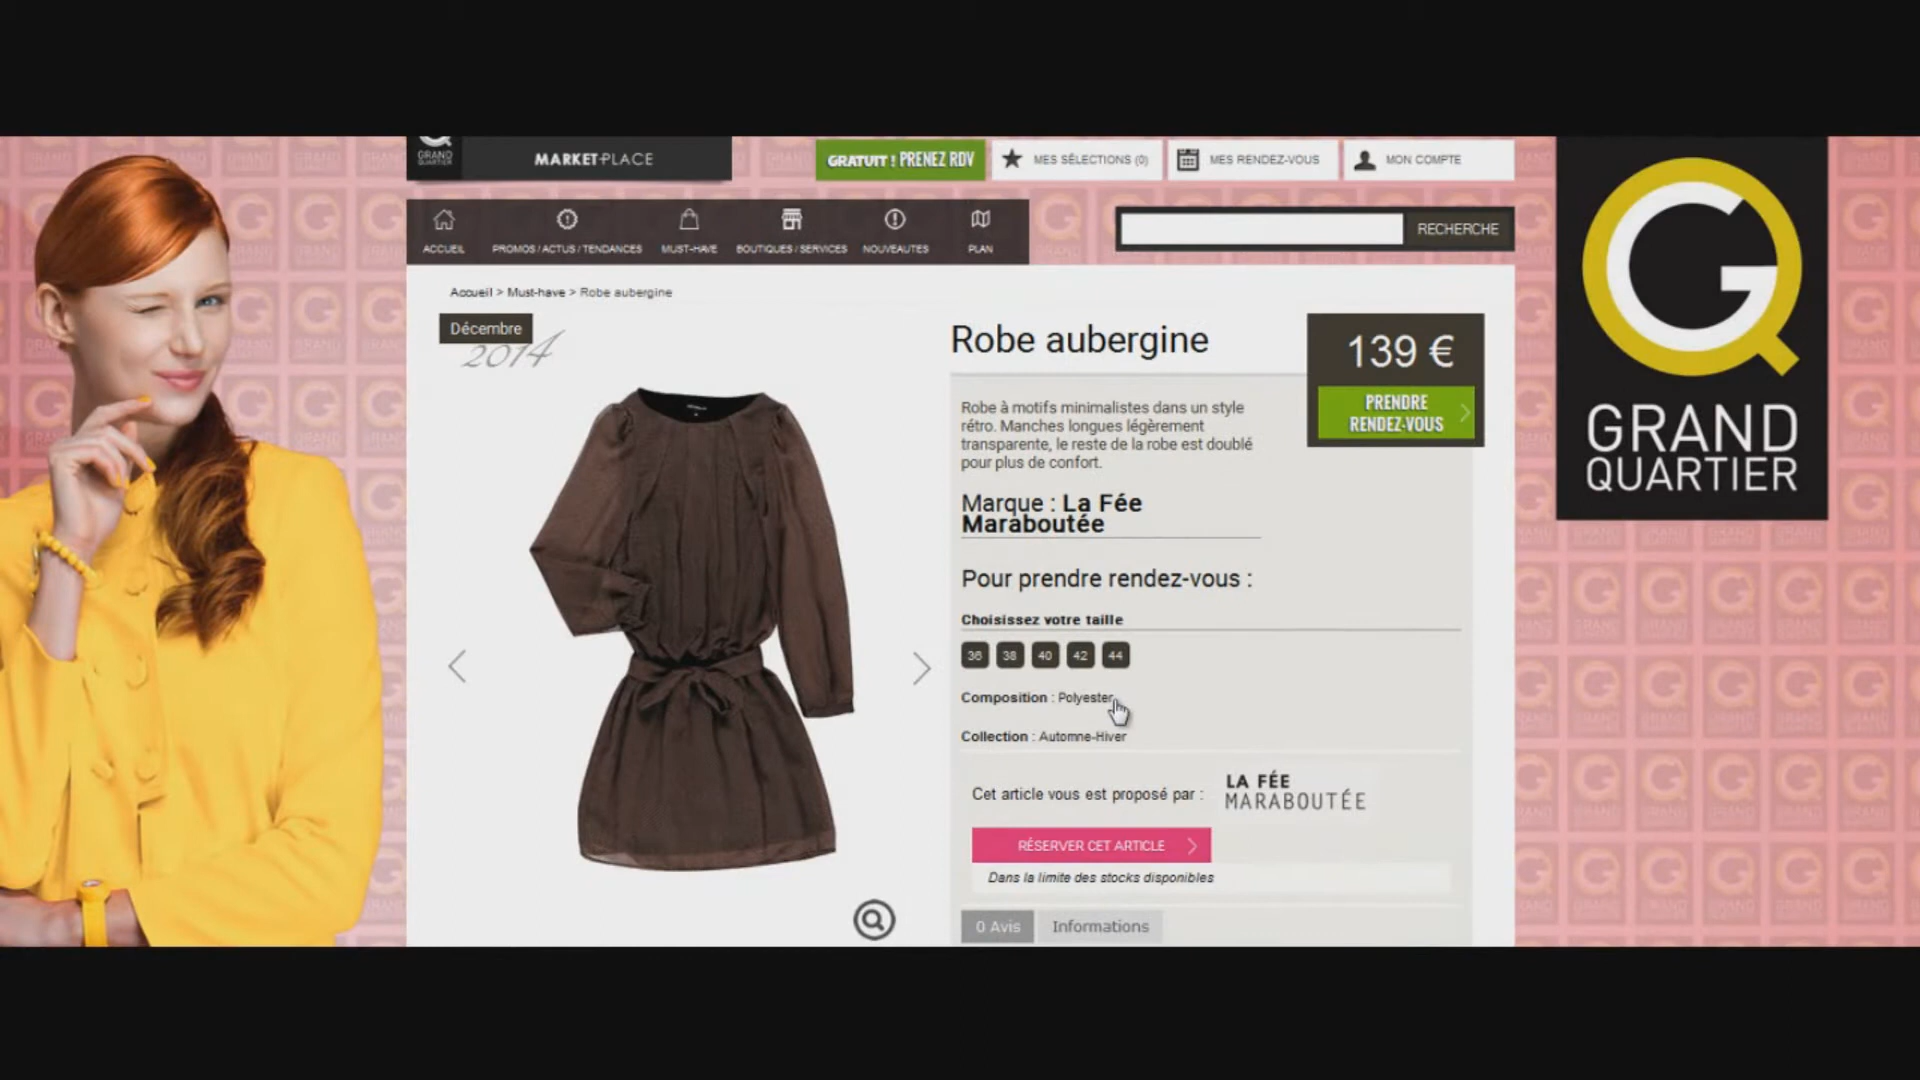 GRAND
QUARTIER
MARKET-PLACE
GRATUIT ! PRENEZ RDV
MES SÉLECTIONS (0)
MES RENDEZ-VOUS
MON COMPTE
ACCUEIL
PROMOS / ACTUS / TENDANCES
MUST-HAVE
BOUTIQUES / SERVICES
NOUVEAUTES
PLAN
RECHERCHE
Accueil > Must-have > Robe aubergine
Décembre
2014
Robe aubergine
139 €
PRENDRE
RENDEZ-VOUS
Robe à motifs minimalistes dans un style
rétro. Manches longues légèrement
transparente, le reste de la robe est doublé
pour plus de confort.
Marque : La Fée
Maraboutée
Pour prendre rendez-vous :
Choisissez votre taille
36 38 40 42 44
Composition : Polyester
Collection : Automne-Hiver
Cet article vous est proposé par :
LA FÉE
MARABOUTÉE
RÉSERVER CET ARTICLE
Dans la limite des stocks disponibles
0 Avis
Informations
GRAND
QUARTIER